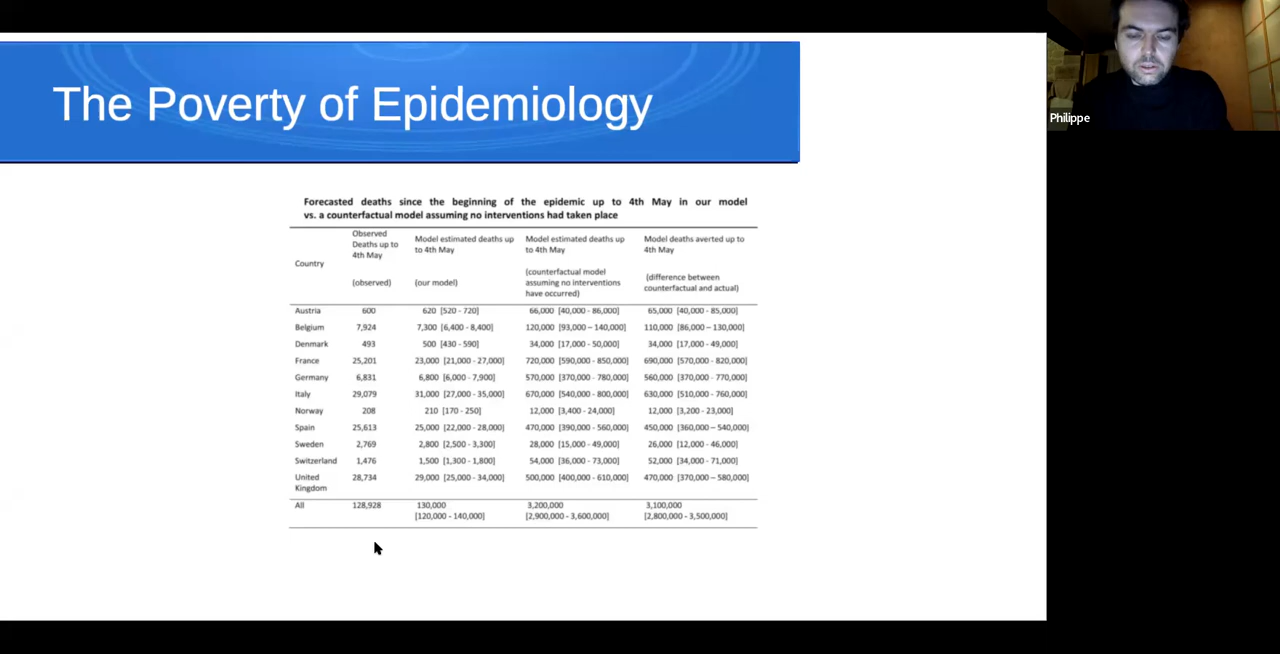 The Poverty of Epidemiology
Philippe
Forecasted deaths since the beginning of the epidemic up to 4th May in our model
vs. a counterfactual model assuming no interventions had taken place
Country
Observed
Deaths up to
4th May
(observed)
Model estimated deaths up
to 4th May
(our model)
Model estimated deaths up
to 4th May
(counterfactual model
assuming no interventions
have occurred)
Model deaths averted up to
4th May
(difference between
counterfactual and actual)
Austria 600 620 [520 - 720] 66,000 [40,000 - 86,000] 65,000 [40,000 - 85,000]
Belgium 7,924 7,300 [6,400 - 8,400] 120,000 [93,000 – 140,000] 110,000 [86,000 – 130,000]
Denmark 493 500 [430 - 590] 34,000 [17,000 - 50,000] 34,000 [17,000 - 49,000]
France 25,201 23,000 [21,000 - 27,000] 720,000 [590,000 - 850,000] 690,000 [570,000 - 820,000]
Germany 6,831 6,800 [6,000 - 7,900] 570,000 [370,000 - 780,000] 560,000 [370,000 - 770,000]
Italy 29,079 31,000 [27,000 - 35,000] 670,000 [540,000 - 800,000] 630,000 [510,000 - 760,000]
Norway 208 210 [170 - 250] 12,000 [3,400 - 24,000] 12,000 [3,200 - 23,000]
Spain 25,613 25,000 [22,000 - 28,000] 470,000 [390,000 - 560,000] 450,000 [360,000 – 540,000]
Sweden 2,769 2,800 [2,500 - 3,300] 28,000 [15,000 - 49,000] 26,000 [12,000 - 46,000]
Switzerland 1,476 1,500 [1,300 - 1,800] 54,000 [36,000 - 73,000] 52,000 [34,000 - 71,000]
United 28,734 29,000 [25,000 - 34,000] 500,000 [400,000 - 610,000] 470,000 [370,000 – 580,000]
Kingdom
All 128,928 130,000 3,200,000 3,100,000
[120,000 - 140,000] [2,900,000 - 3,600,000] [2,800,000 - 3,500,000]